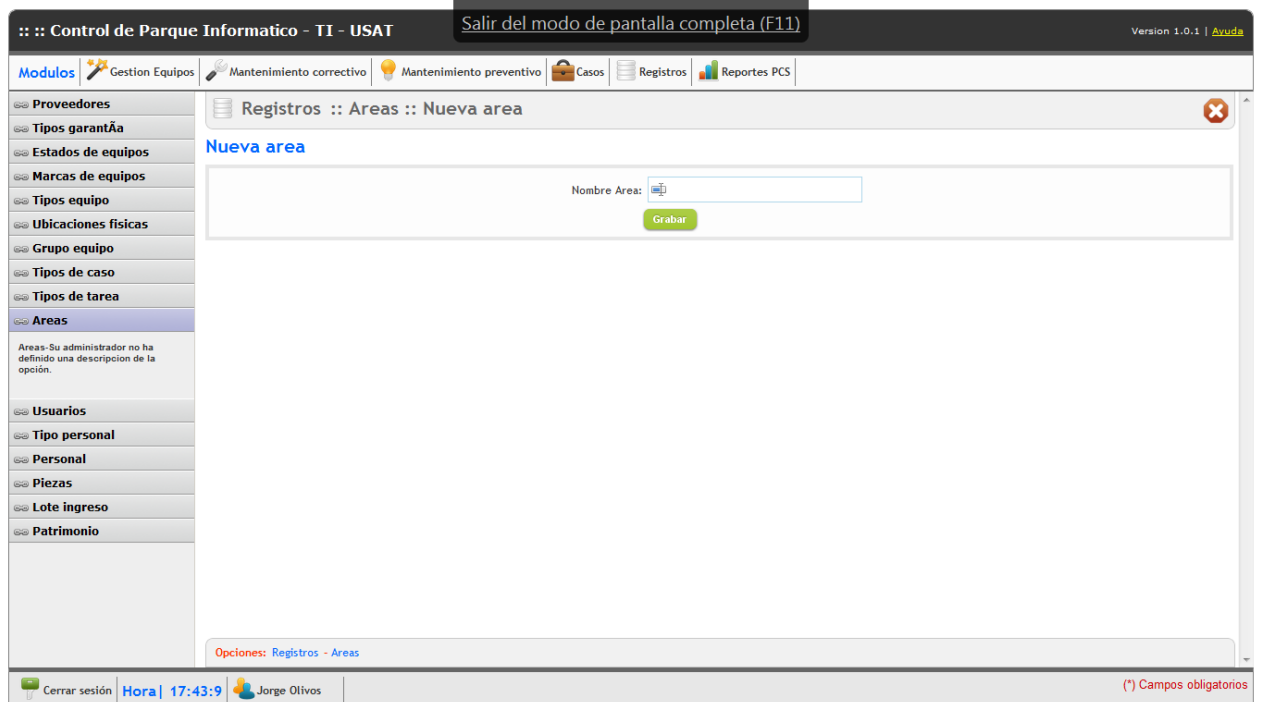 Salir del modo de pantalla completa (F11)
:: :: Control de Parque Informatico - TI - USAT
Version 1.0.1 | Ayuda
Modulos Gestion Equipos Mantenimiento correctivo Mantenimiento preventivo Casos Registros Reportes PCS
Proveedores
Tipos garantÃa
Estados de equipos
Marcas de equipos
Tipos equipo
Ubicaciones fisicas
Grupo equipo
Tipos de caso
Tipos de tarea
Areas
Areas-Su administrador no ha
definido una descripcion de la
opción.
Usuarios
Tipo personal
Personal
Piezas
Lote ingreso
Patrimonio
Registros :: Areas :: Nueva area
Nueva area
Nombre Area:
Grabar
Opciones: Registros - Areas
Cerrar sesión Hora| 17:43:9 Jorge Olivos
(*) Campos obligatorios